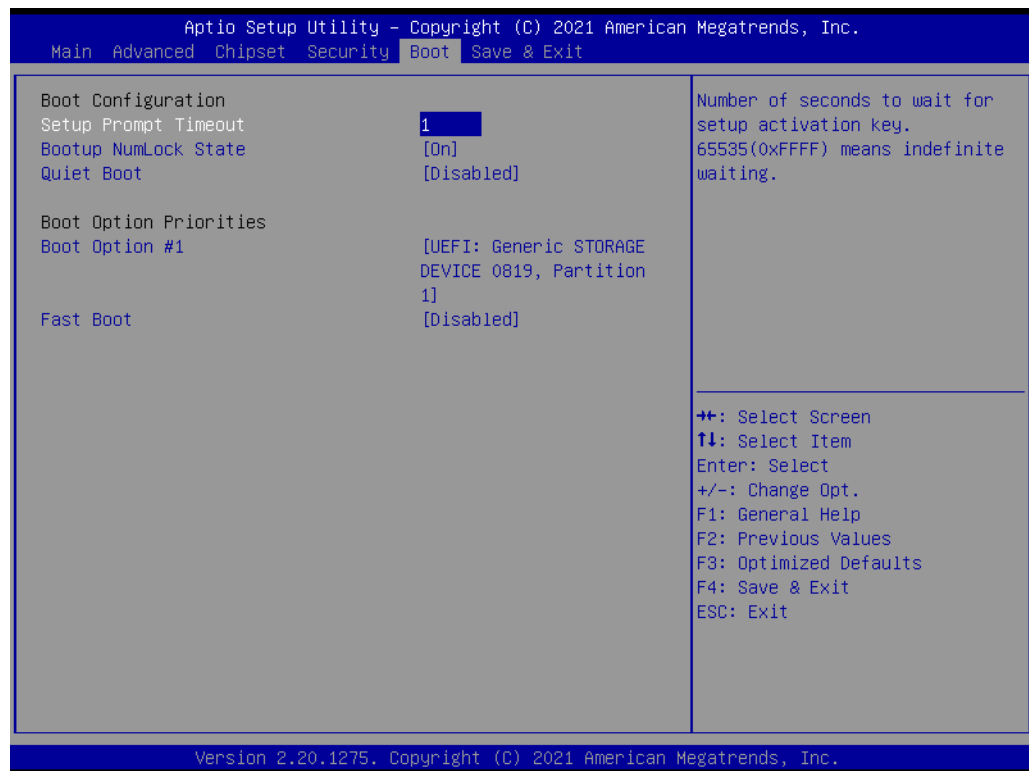 Aptio Setup Utility – Copyright (C) 2021 American Megatrends, Inc.
Main Advanced Chipset Security Boot Save & Exit
Boot Configuration
Setup Prompt Timeout 1
Bootup NumLock State [On]
Quiet Boot [Disabled]
Boot Option Priorities
Boot Option #1 [UEFI: Generic STORAGE
DEVICE 0819, Partition
1]
Fast Boot [Disabled]
Number of seconds to wait for
setup activation key.
65535(0xFFFF) means indefinite
waiting.
→←: Select Screen
↑↓: Select Item
Enter: Select
+/-: Change Opt.
F1: General Help
F2: Previous Values
F3: Optimized Defaults
F4: Save & Exit
ESC: Exit
Version 2.20.1275. Copyright (C) 2021 American Megatrends, Inc.